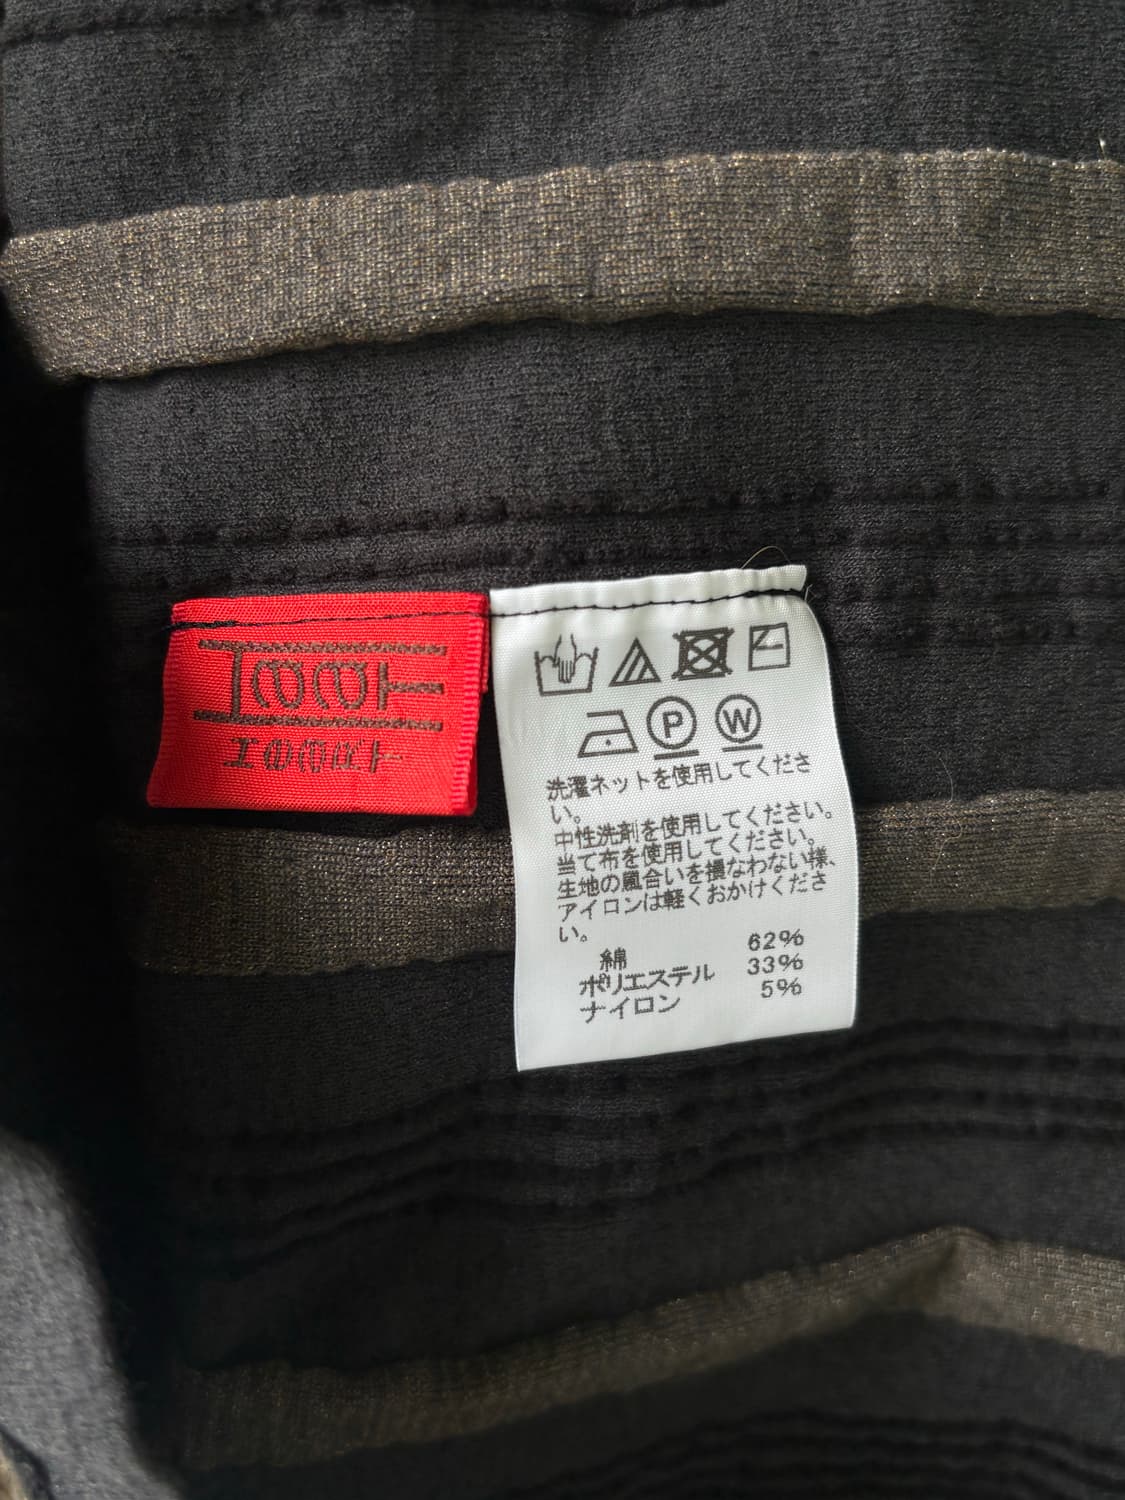 P
W
洗濯ネットを使用してくださ
い。
中性洗剤を使用してください。
当て布を使用してください。
生地の風合いを損なわない様、
アイロンは軽くおかけくださ
い。
綿 62%
ポリエステル 33%
ナイロン 5%